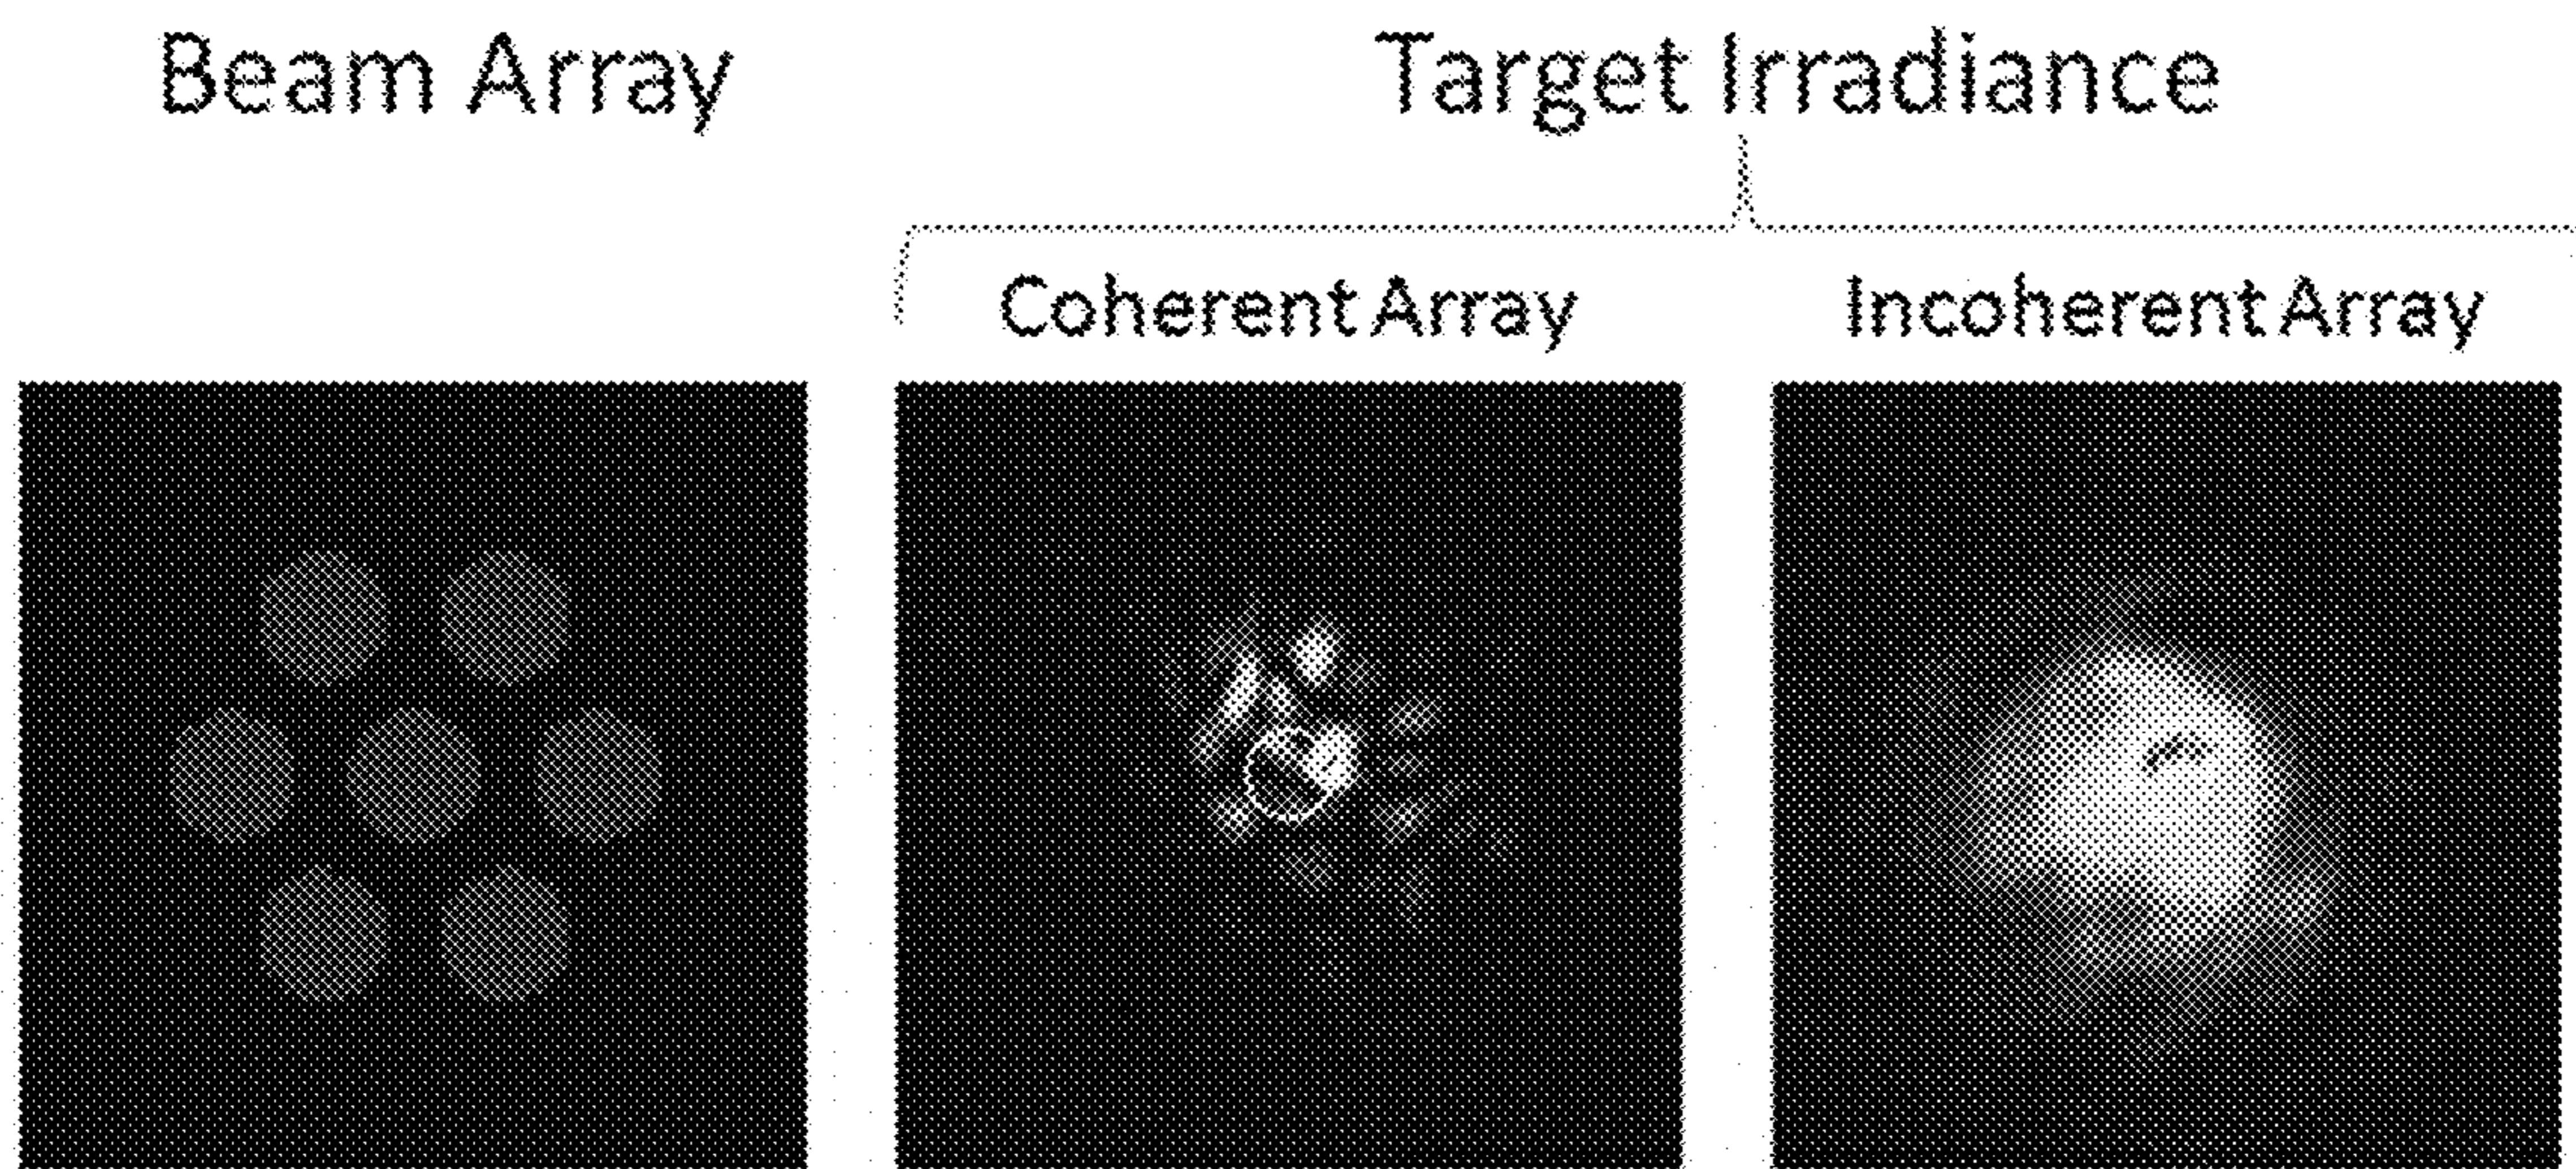 Beam Array
Target Irradiance
Coherent Array
Incoherent Array